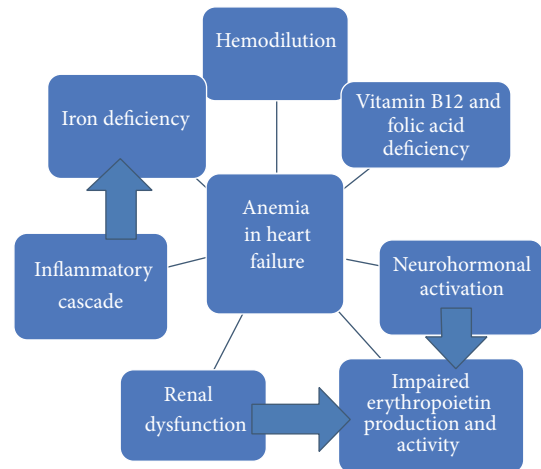 Hemodilution
Iron deficiency
Vitamin B12 and
folic acid
deficiency
Anemia
in heart
failure
Inflammatory
cascade
Neurohormonal
activation
Renal
dysfunction
Impaired
erythropoietin
production and
activity